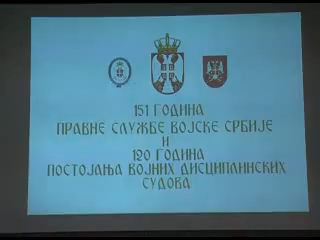 151 ГОДИНА
ПРАВНЕ СЛУЖБЕ ВОЈСКЕ СРБИЈЕ
И
120 ГОДИНА
ПОСТОЈАЊА ВОЈНИХ ДИСЦИПЛИНСКИХ
СУДОВА